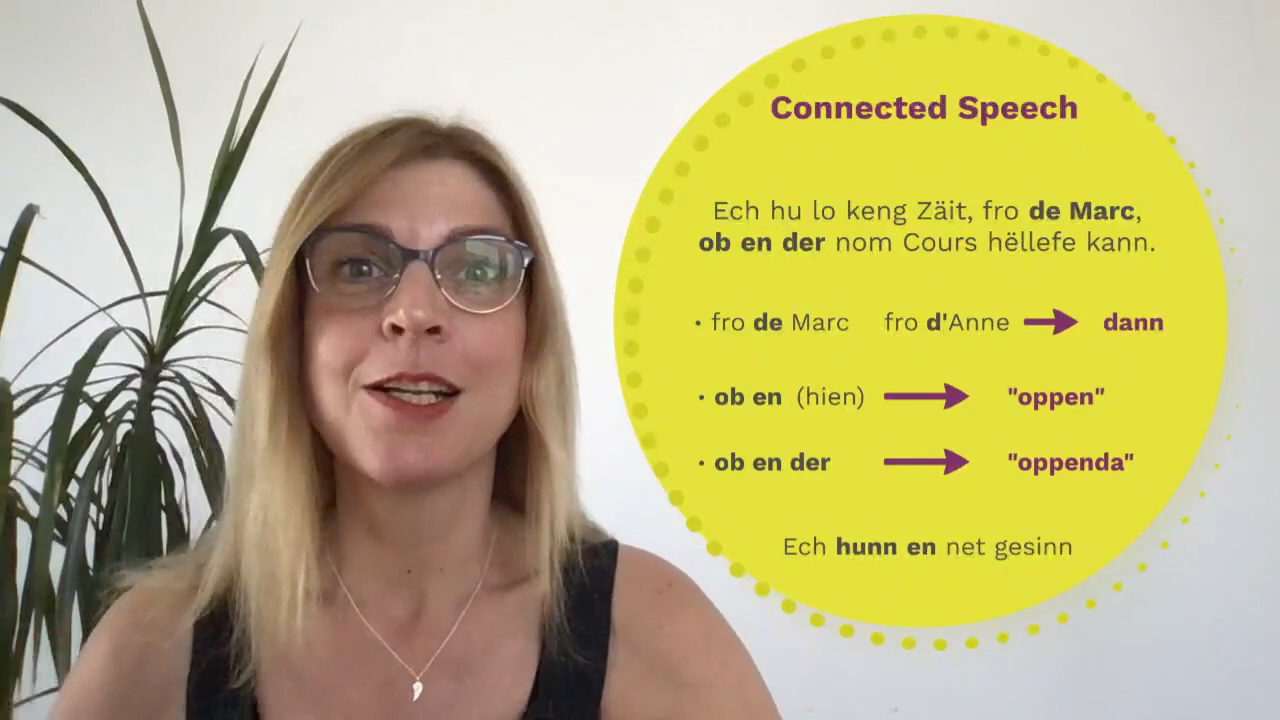 Connected Speech
Ech hu lo keng Zäit, fro de Marc,
ob en der nom Cours hëllefe kann.
• fro de Marc fro d'Anne → dann
• ob en (hien) → "oppen"
• ob en der → "oppenda"
Ech hunn en net gesinn